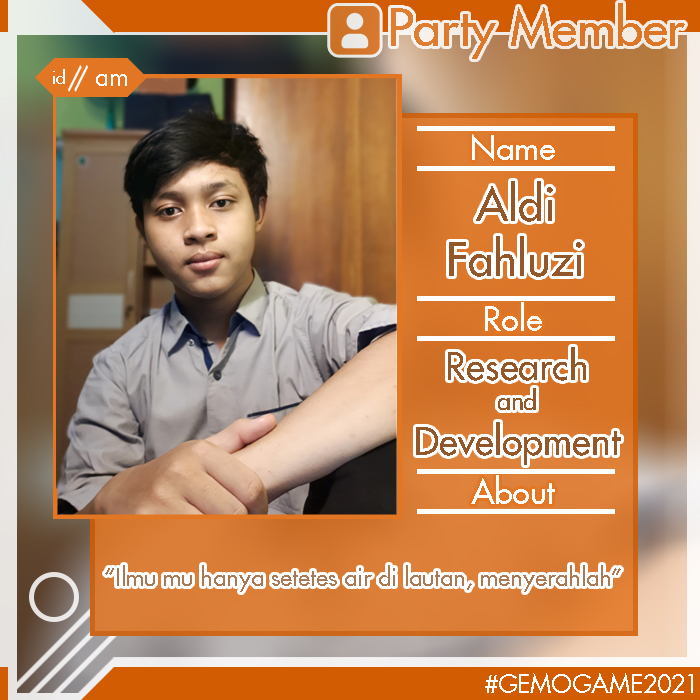 Party Member
id // am
Name
Aldi
Fahluzi
Role
Research
and
Development
About
"Ilmu mu hanya setetes air di lautan, menyerahlah"
#GEMOGAME2021